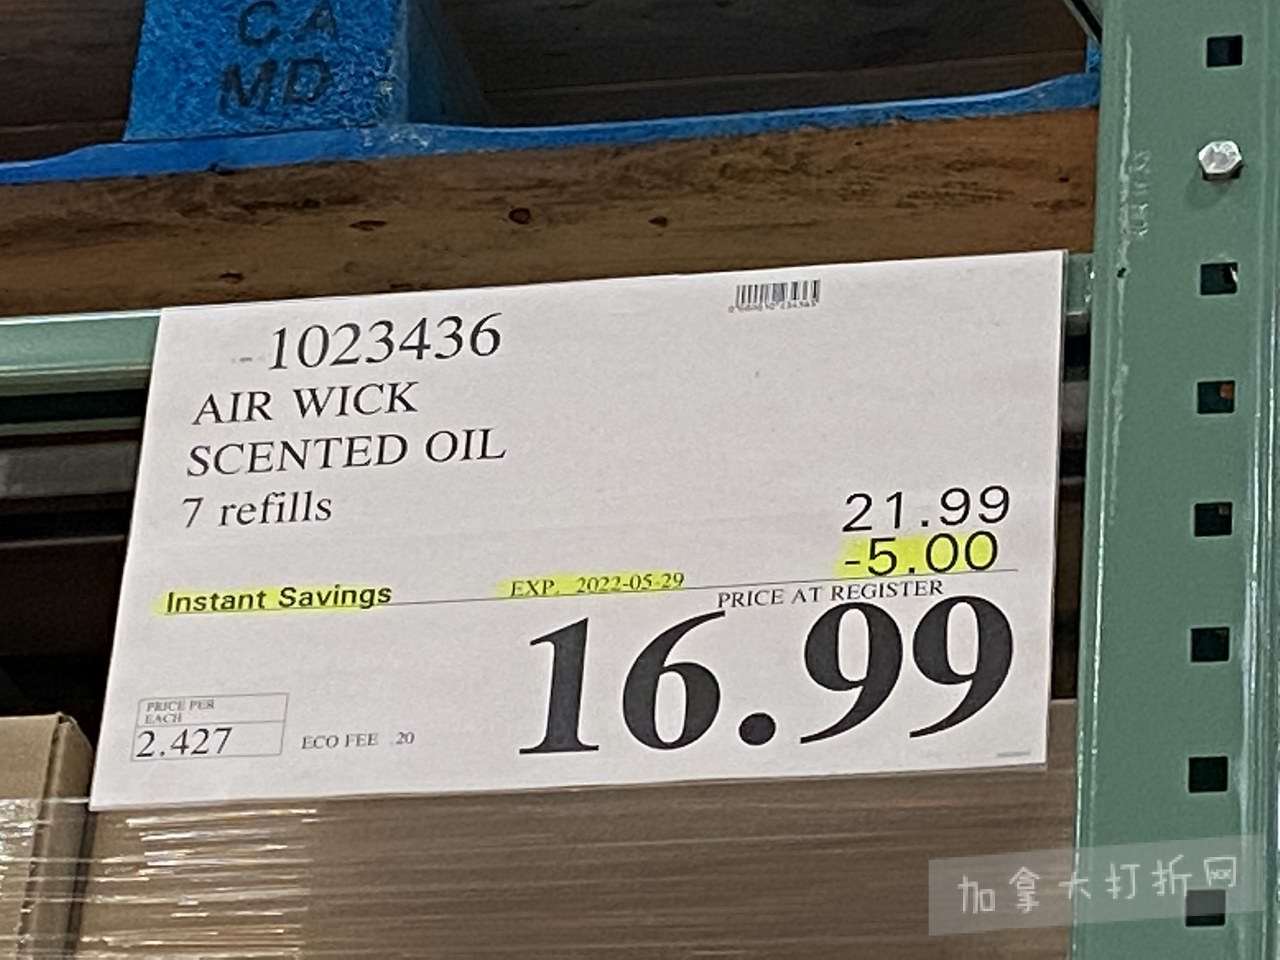 CA
MD
- 1023436
AIR WICK
SCENTED OIL
7 refills
21.99
-5.00
Instant Savings
EXP. 2022-05-29
PRICE AT REGISTER
16.99
PRICE PER
EACH
2.427
ECO FEE .20
加拿大打折网